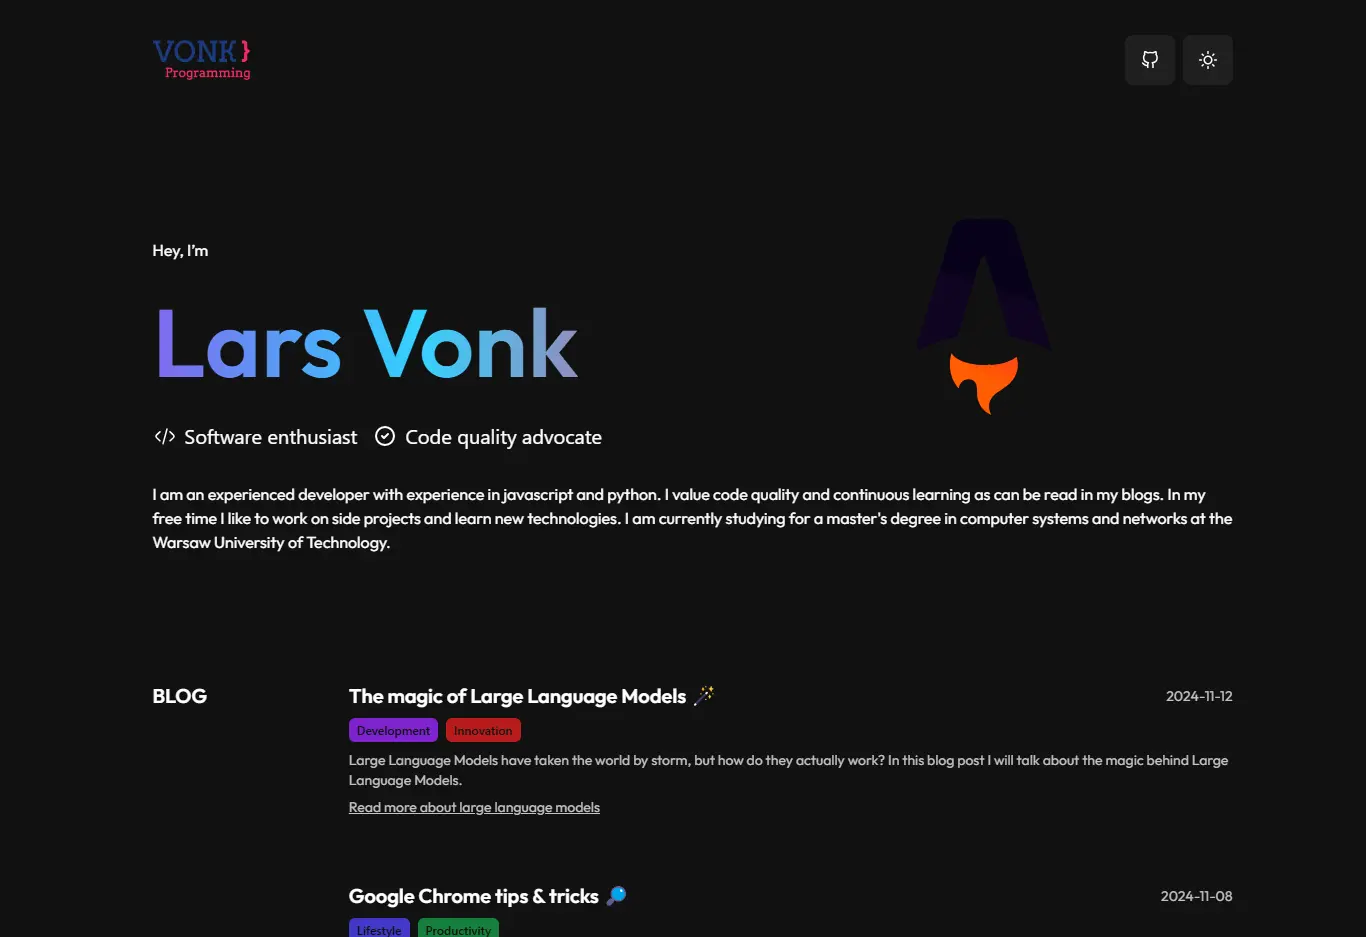 VONK}
Programming
Hey, I'm
Lars Vonk
Software enthusiast
Code quality advocate
I am an experienced developer with experience in javascript and python. I value code quality and continuous learning as can be read in my blogs. In my
free time I like to work on side projects and learn new technologies. I am currently studying for a master's degree in computer systems and networks at the
Warsaw University of Technology.
BLOG
The magic of Large Language Models 🪄
2024-11-12
Development
Innovation
Large Language Models have taken the world by storm, but how do they actually work? In this blog post I will talk about the magic behind Large
Language Models.
Read more about large language models
Google Chrome tips & tricks 🔎
2024-11-08
Lifestyle
Productivity